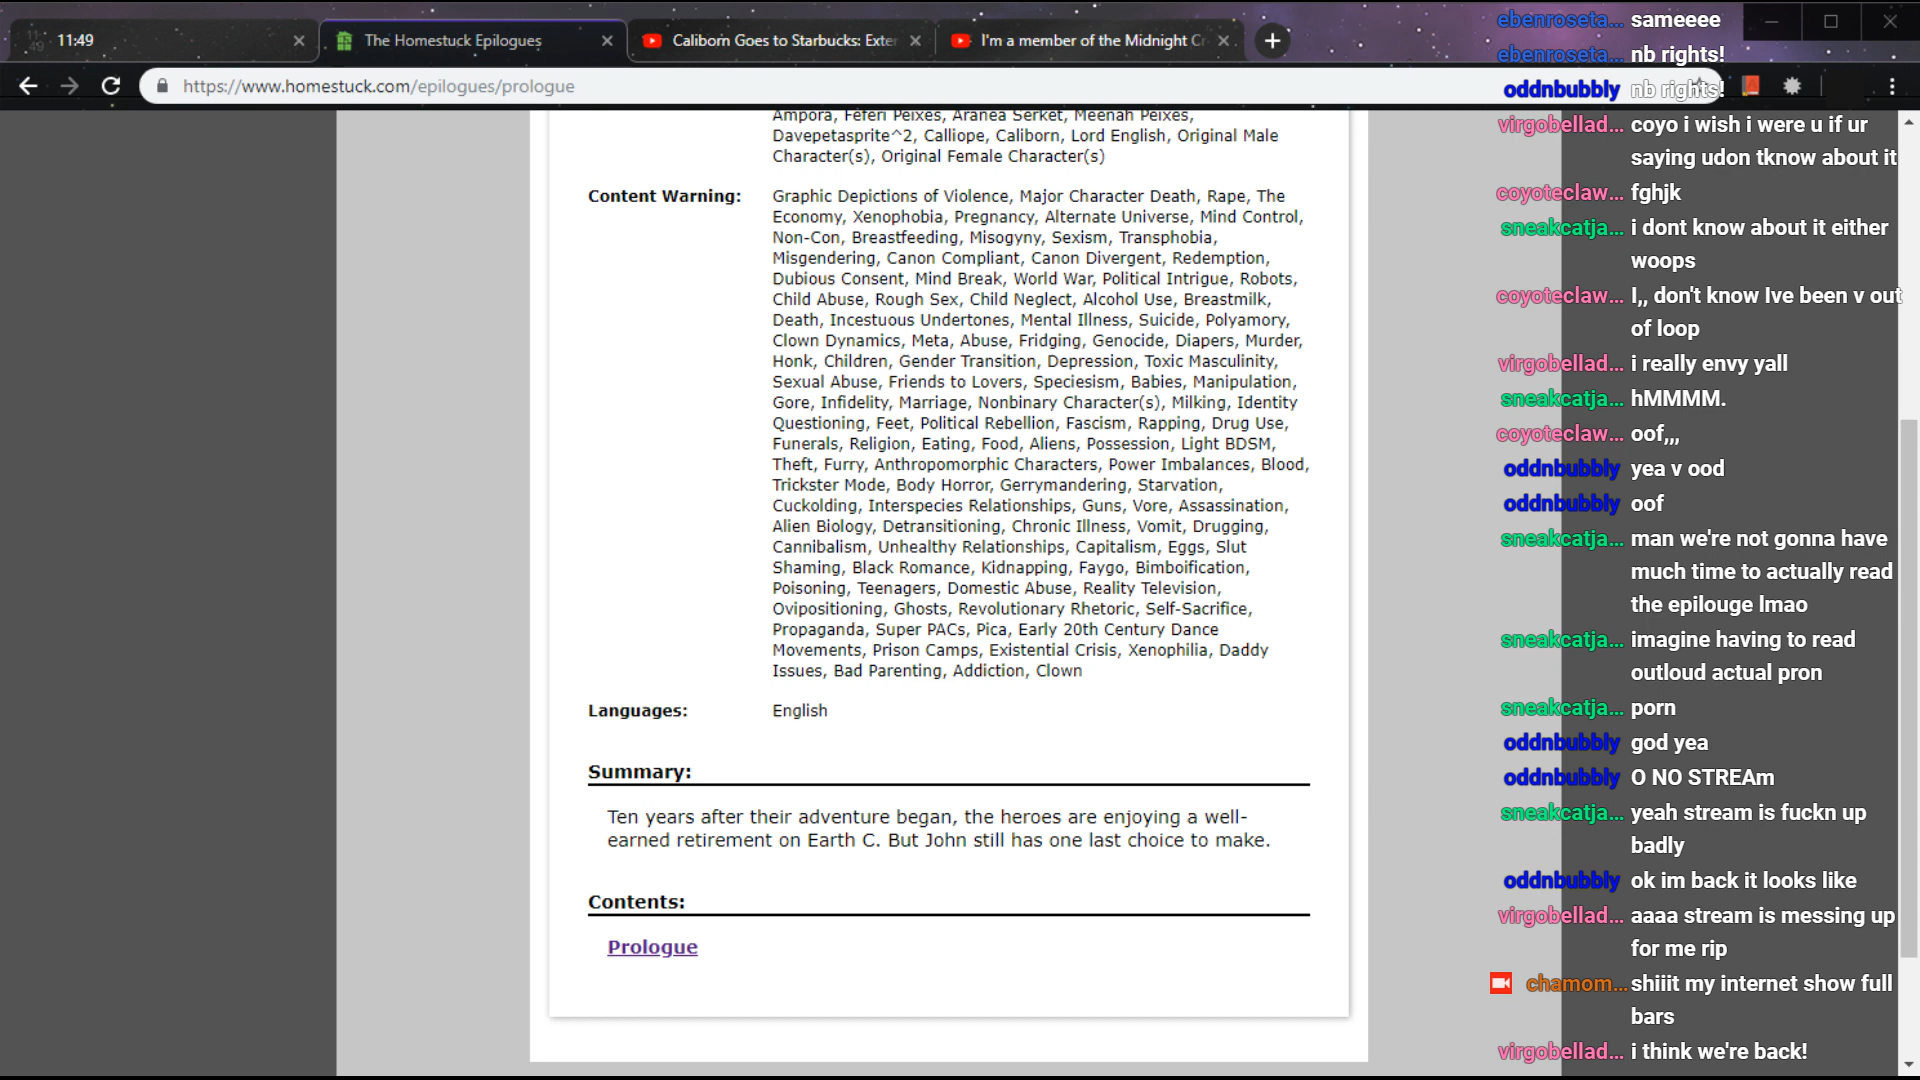 11:49
The Homestuck Epilogues
Caliborn Goes to Starbucks: Exte
I'm a member of the Midnight Cr
https://www.homestuck.com/epilogues/prologue
Ampora, Feferi Peixes, Aranea Serket, Meenah Peixes,
Davepetasprite^2, Calliope, Caliborn, Lord English, Original Male
Character(s), Original Female Character(s)
Content Warning:
Graphic Depictions of Violence, Major Character Death, Rape, The
Economy, Xenophobia, Pregnancy, Alternate Universe, Mind Control,
Non-Con, Breastfeeding, Misogyny, Sexism, Transphobia,
Misgendering, Canon Compliant, Canon Divergent, Redemption,
Dubious Consent, Mind Break, World War, Political Intrigue, Robots,
Child Abuse, Rough Sex, Child Neglect, Alcohol Use, Breastmilk,
Death, Incestuous Undertones, Mental Illness, Suicide, Polyamory,
Clown Dynamics, Meta, Abuse, Fridging, Genocide, Diapers, Murder,
Honk, Children, Gender Transition, Depression, Toxic Masculinity,
Sexual Abuse, Friends to Lovers, Speciesism, Babies, Manipulation,
Gore, Infidelity, Marriage, Nonbinary Character(s), Milking, Identity
Questioning, Feet, Political Rebellion, Fascism, Rapping, Drug Use,
Funerals, Religion, Eating, Food, Aliens, Possession, Light BDSM,
Theft, Furry, Anthropomorphic Characters, Power Imbalances, Blood,
Trickster Mode, Body Horror, Gerrymandering, Starvation,
Cuckolding, Interspecies Relationships, Guns, Vore, Assassination,
Alien Biology, Detransitioning, Chronic Illness, Vomit, Drugging,
Cannibalism, Unhealthy Relationships, Capitalism, Eggs, Slut
Shaming, Black Romance, Kidnapping, Faygo, Bimboification,
Poisoning, Teenagers, Domestic Abuse, Reality Television,
Ovipositioning, Ghosts, Revolutionary Rhetoric, Self-Sacrifice,
Propaganda, Super PACs, Pica, Early 20th Century Dance
Movements, Prison Camps, Existential Crisis, Xenophilia, Daddy
Issues, Bad Parenting, Addiction, Clown
Languages: English
Summary:
Ten years after their adventure began, the heroes are enjoying a well-
earned retirement on Earth C. But John still has one last choice to make.
Contents:
Prologue
ebenroseta... sameeee
ebenroseta... nb rights!
oddnbubbly nb rights!
virgobellad... coyo i wish i were u if ur
saying udon tknow about it
coyoteclaw... fghjk
sneakcatja... i dont know about it either
woops
coyoteclaw... I,, don't know Ive been v out
of loop
virgobellad... i really envy yall
sneakcatja... hMMMM.
coyoteclaw... oof,,,
oddnbubbly yea v ood
oddnbubbly oof
sneakcatja... man we're not gonna have
much time to actually read
the epilouge lmao
sneakcatja... imagine having to read
outloud actual pron
sneakcatja... porn
oddnbubbly god yea
oddnbubbly O NO STREAm
sneakcatja... yeah stream is fuckn up
badly
oddnbubbly ok im back it looks like
virgobellad... aaaa stream is messing up
for me rip
chamom... shiiit my internet show full
bars
virgobellad... i think we're back!